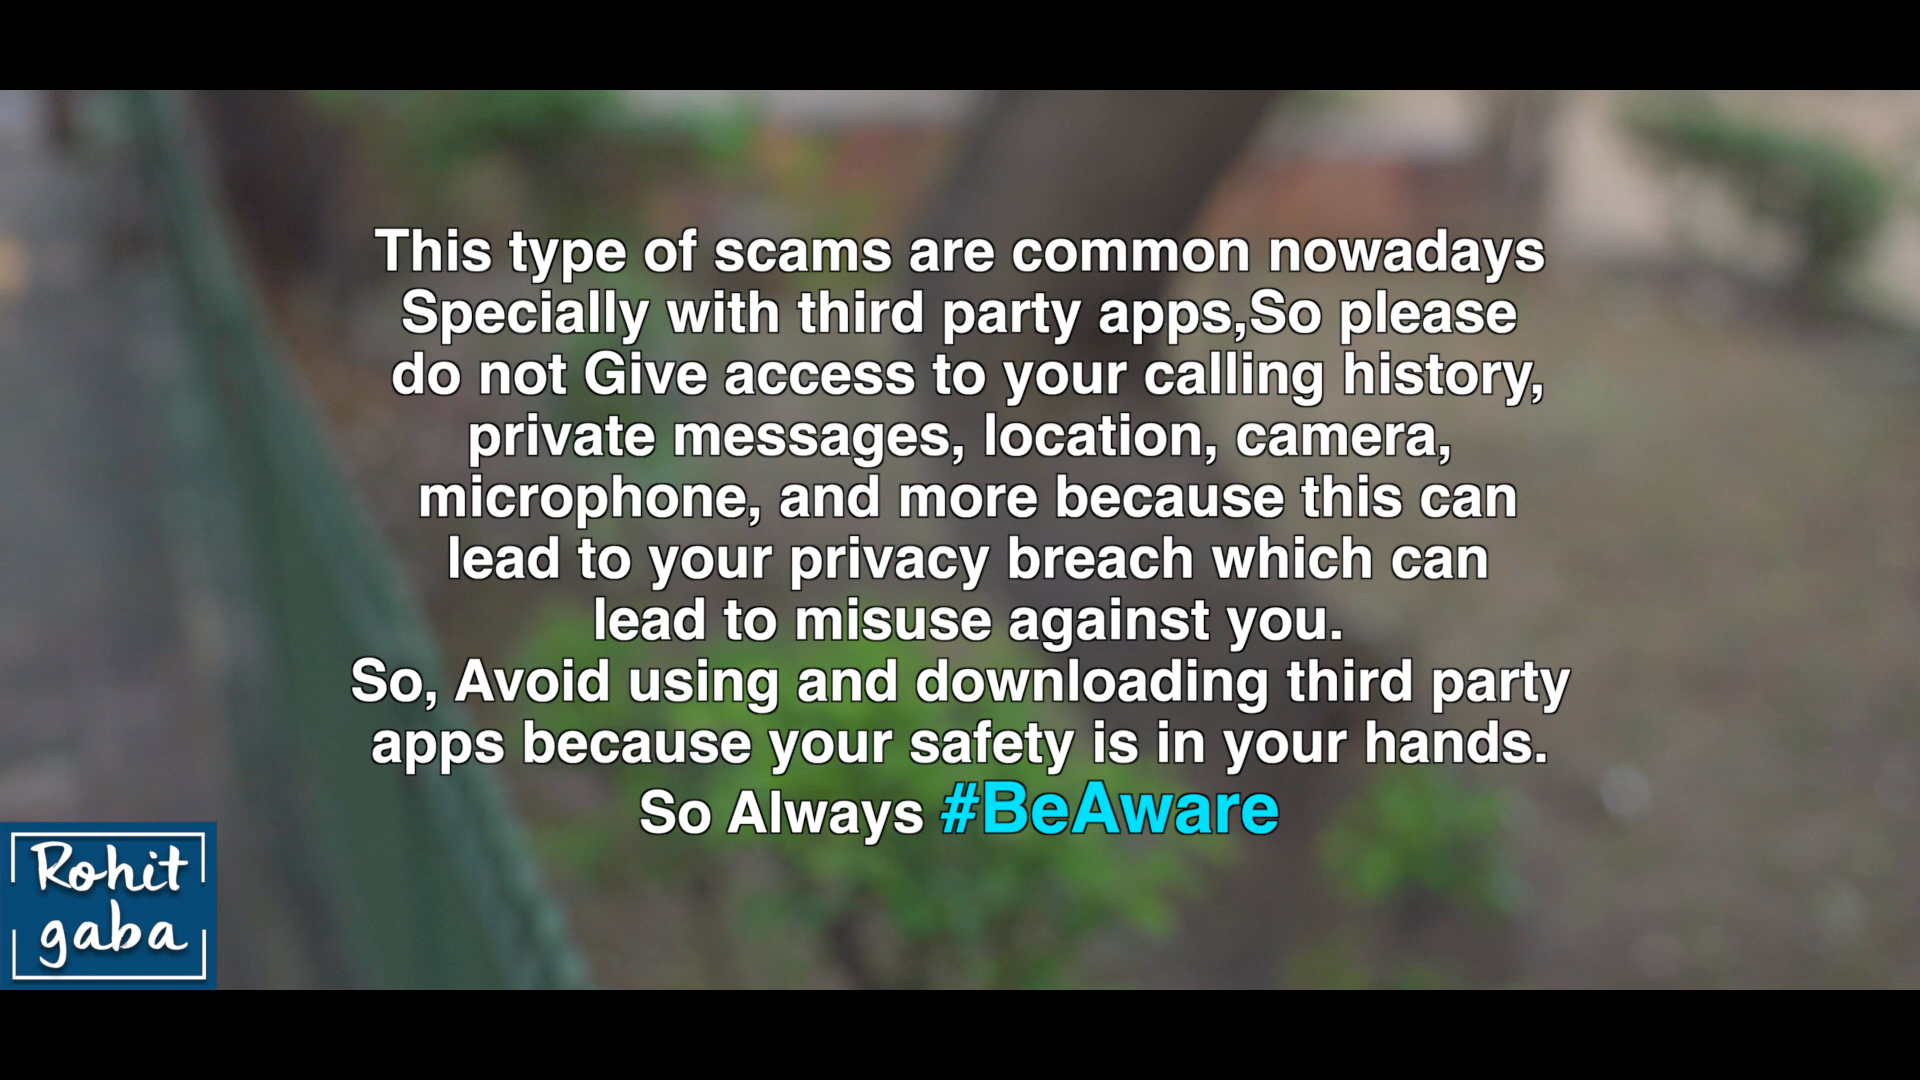 This type of scams are common nowadays
Specially with third party apps,So please
do not Give access to your calling history,
private messages, location, camera,
microphone, and more because this can
lead to your privacy breach which can
lead to misuse against you.
So, Avoid using and downloading third party
apps because your safety is in your hands.
So Always #BeAware
Rohit
gaba